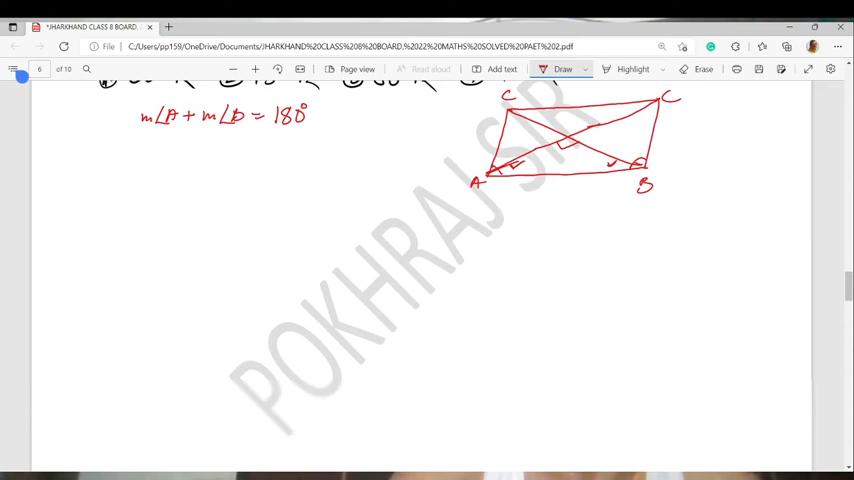 *JHARKHAND CLASS 8 BOARD,
File
C:/Users/pp159/OneDrive/Documents/JHARKHAND%20CLASS%208%20BOARD,%2022%20MATHS%20SOLVED%20PAET%202.pdf
6 of 10
Page view
Read aloud
Add text
Draw
Highlight
Erase
m∠A + m∠B = 180°
C C
A B
POKHRAJ SIR